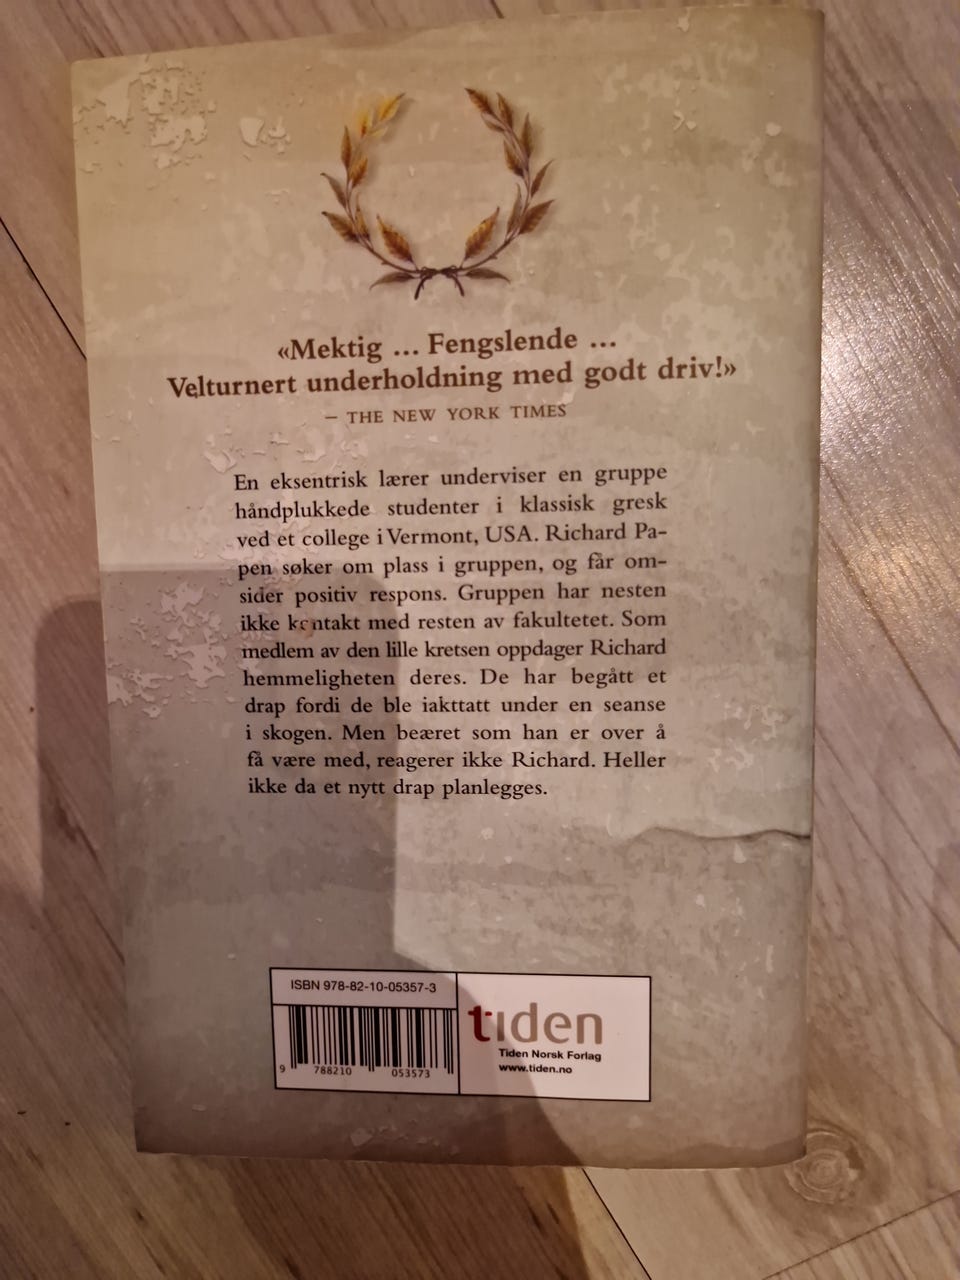 «Mektig ... Fengslende ...
Velturnert underholdning med godt driv!»
– THE NEW YORK TIMES
En eksentrisk lærer underviser en gruppe
håndplukkede studenter i klassisk gresk
ved et college i Vermont, USA. Richard Pa-
pen søker om plass i gruppen, og får om-
sider positiv respons. Gruppen har nesten
ikke kontakt med resten av fakultetet. Som
medlem av den lille kretsen oppdager Richard
hemmeligheten deres. De har begått et
drap fordi de ble iakttatt under en seanse
i skogen. Men beæret som han er over å
få være med, reagerer ikke Richard. Heller
ikke da et nytt drap planlegges.
ISBN 978-82-10-05357-3
9 788210 053573
tiden
Tiden Norsk Forlag
www.tiden.no